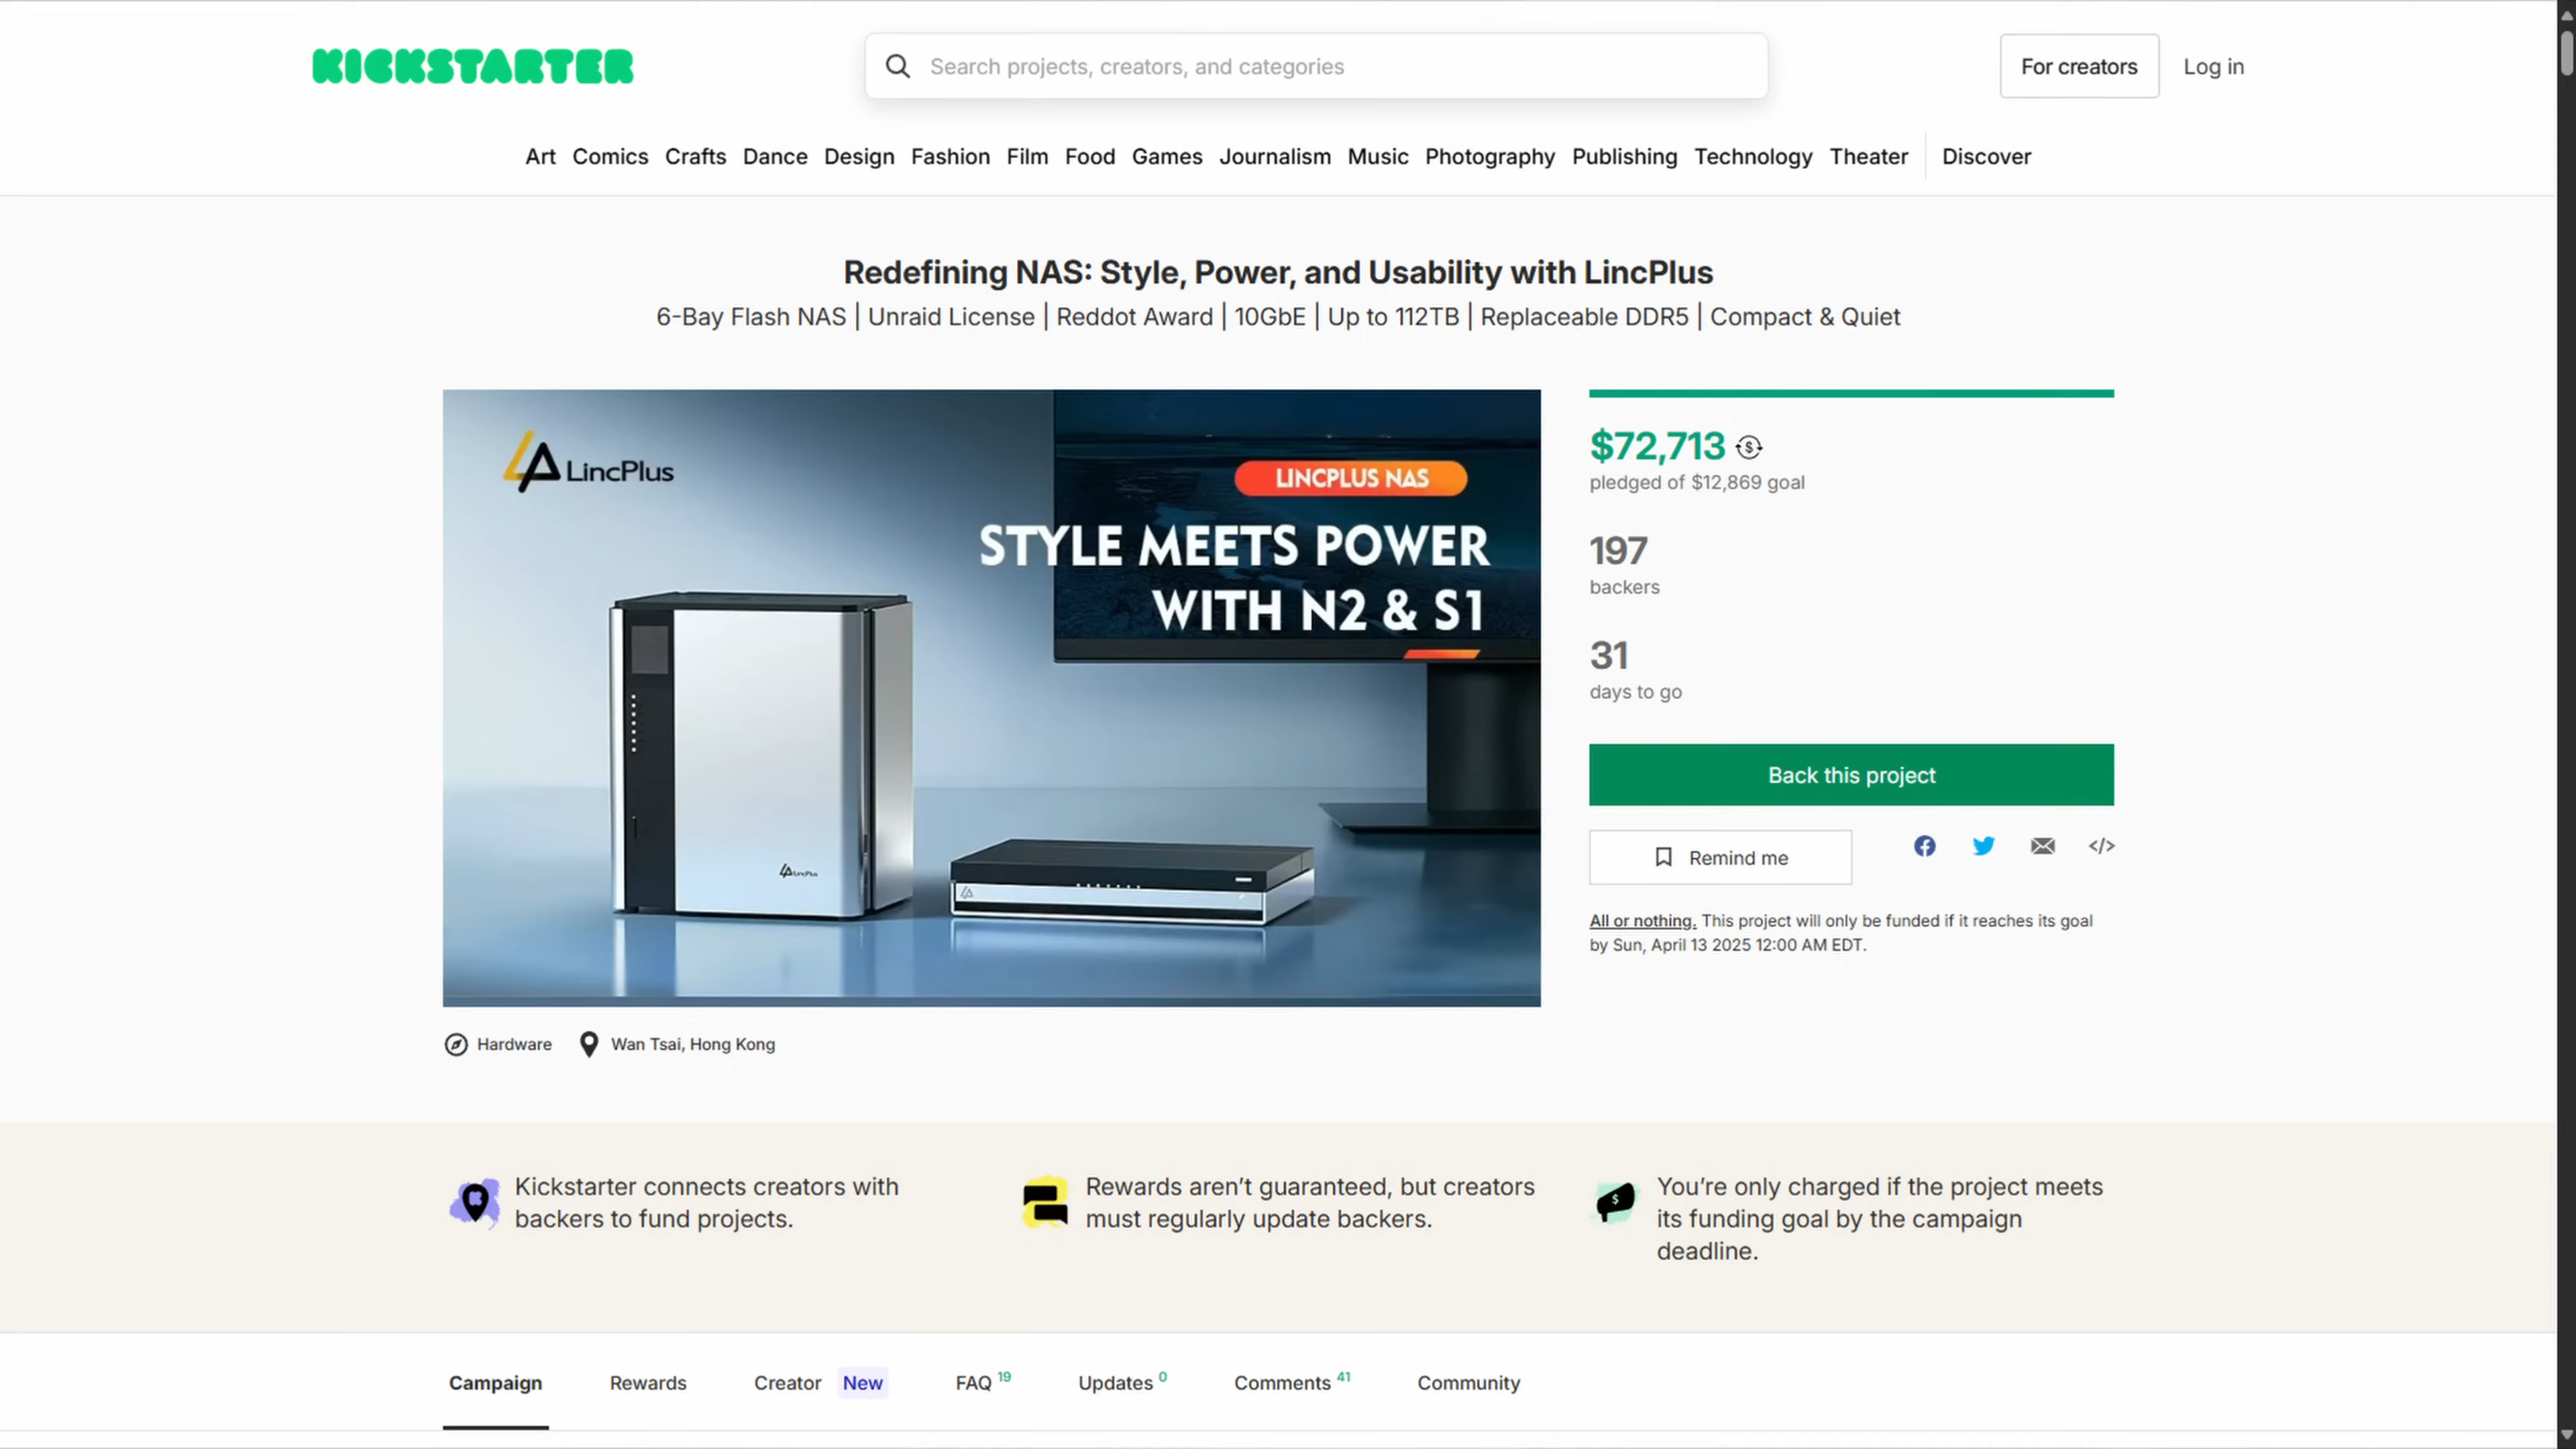 KICKSTARTER
Search projects, creators, and categories
For creators
Log in
Art Comics Crafts Dance Design Fashion Film Food Games Journalism Music Photography Publishing Technology Theater Discover
Redefining NAS: Style, Power, and Usability with LincPlus
6-Bay Flash NAS | Unraid License | Reddot Award | 10GbE | Up to 112TB | Replaceable DDR5 | Compact & Quiet
LincPlus
LINCPLUS NAS
STYLE MEETS POWER
WITH N2 & S1
LincPlus
$72,713
pledged of $12,869 goal
197
backers
31
days to go
Back this project
Remind me
All or nothing. This project will only be funded if it reaches its goal
by Sun, April 13 2025 12:00 AM EDT.
Hardware
Wan Tsai, Hong Kong
Kickstarter connects creators with
backers to fund projects.
Rewards aren’t guaranteed, but creators
must regularly update backers.
You’re only charged if the project meets
its funding goal by the campaign
deadline.
Campaign
Rewards
Creator New
FAQ 19
Updates 0
Comments 41
Community